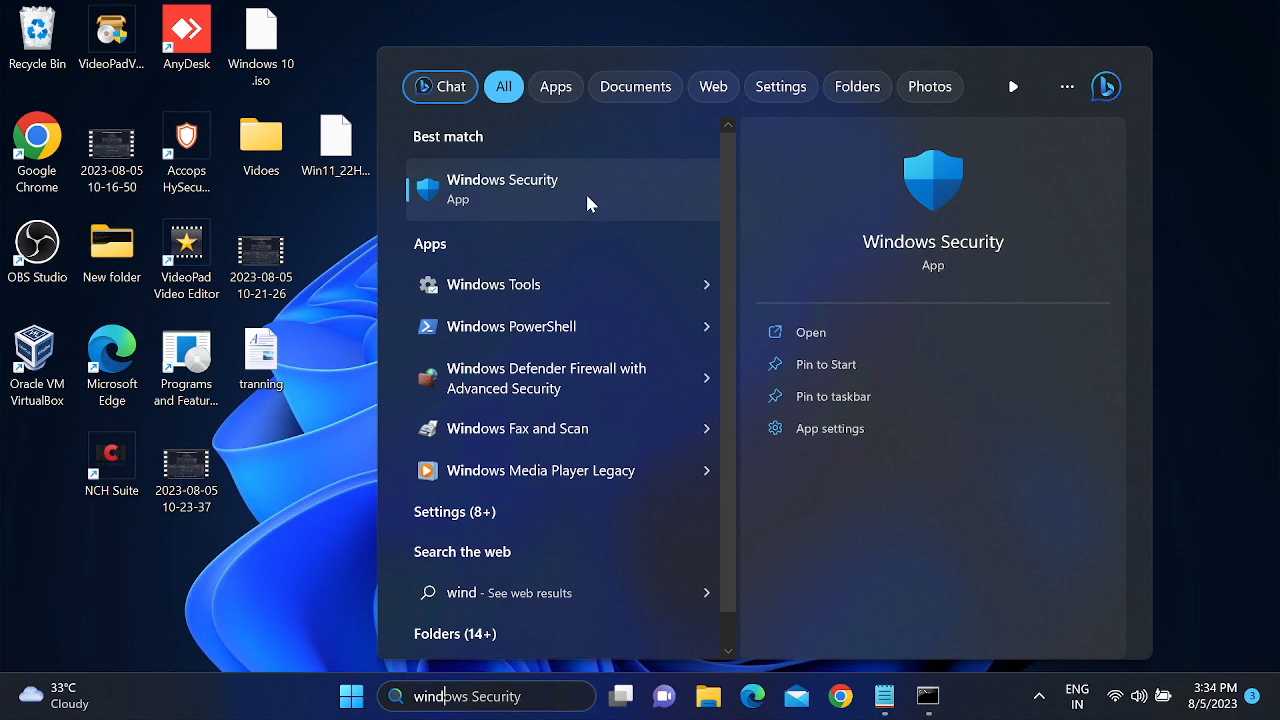 Recycle Bin
VideoPadV...
AnyDesk
Windows 10
.iso
Google
Chrome
2023-08-05
10-16-50
Accops
HySecu...
Vidoes
Win11_22H...
OBS Studio
New folder
VideoPad
Video Editor
2023-08-05
10-21-26
Oracle VM
VirtualBox
Microsoft
Edge
Programs
and Featur...
tranning
NCH Suite
2023-08-05
10-23-37
Chat
All
Apps
Documents
Web
Settings
Folders
Photos
Best match
Windows Security
App
Apps
Windows Tools
Windows PowerShell
Windows Defender Firewall with
Advanced Security
Windows Fax and Scan
Windows Media Player Legacy
Settings (8+)
Search the web
wind - See web results
Folders (14+)
Windows Security
App
Open
Pin to Start
Pin to taskbar
App settings
33°C
Cloudy
windows Security
ENG
IN
3:34 PM
8/5/2023
3